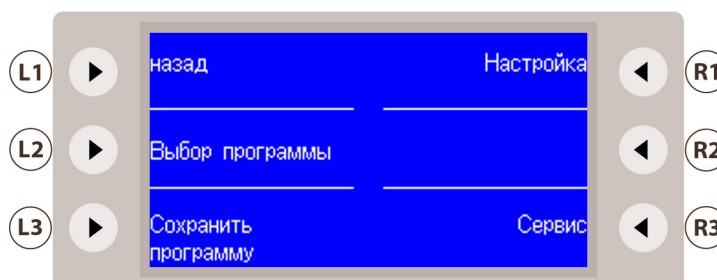 L1
назад
Настройка
R1
L2
Выбор программы
R2
L3
Сохранить
программу
Сервис
R3